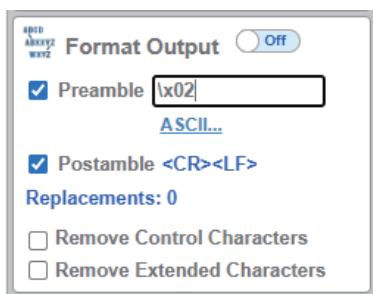 ABCD
ABXXYZ
WXYZ
Format Output Off
Preamble \x02
ASCII...
Postamble <CR><LF>
Replacements: 0
Remove Control Characters
Remove Extended Characters